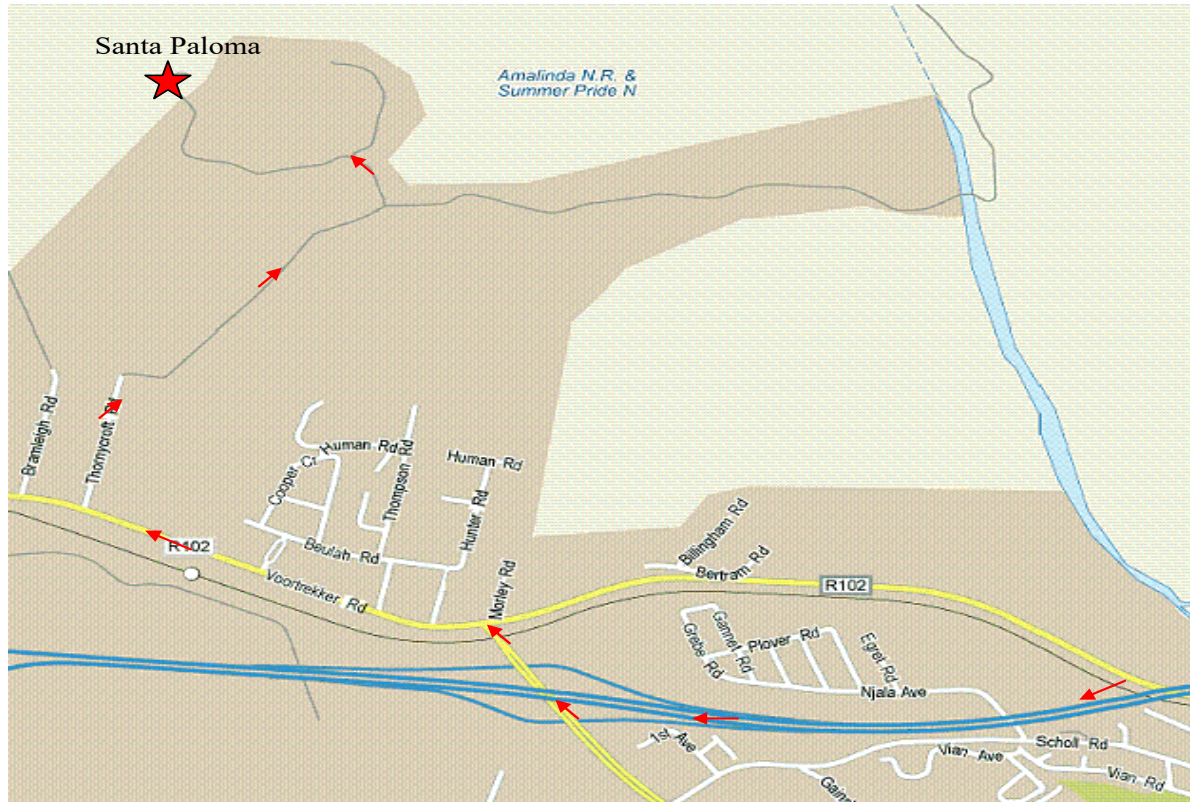 Santa Paloma
Amalinda N.R. &
Summer Pride N
Bramleigh Rd
Thornycroft Rd
Cooper Cr
Human Rd
Thompson Rd
Human Rd
Hunter Rd
Beulah Rd
R102
Voortrekker Rd
Morley Rd
Billingham Rd
Bertram Rd
R102
Grebe Rd
Gannet Rd
Plover Rd
Egret Rd
Njala Ave
1st Ave
Vian Ave
Scholl Rd
Vian Rd